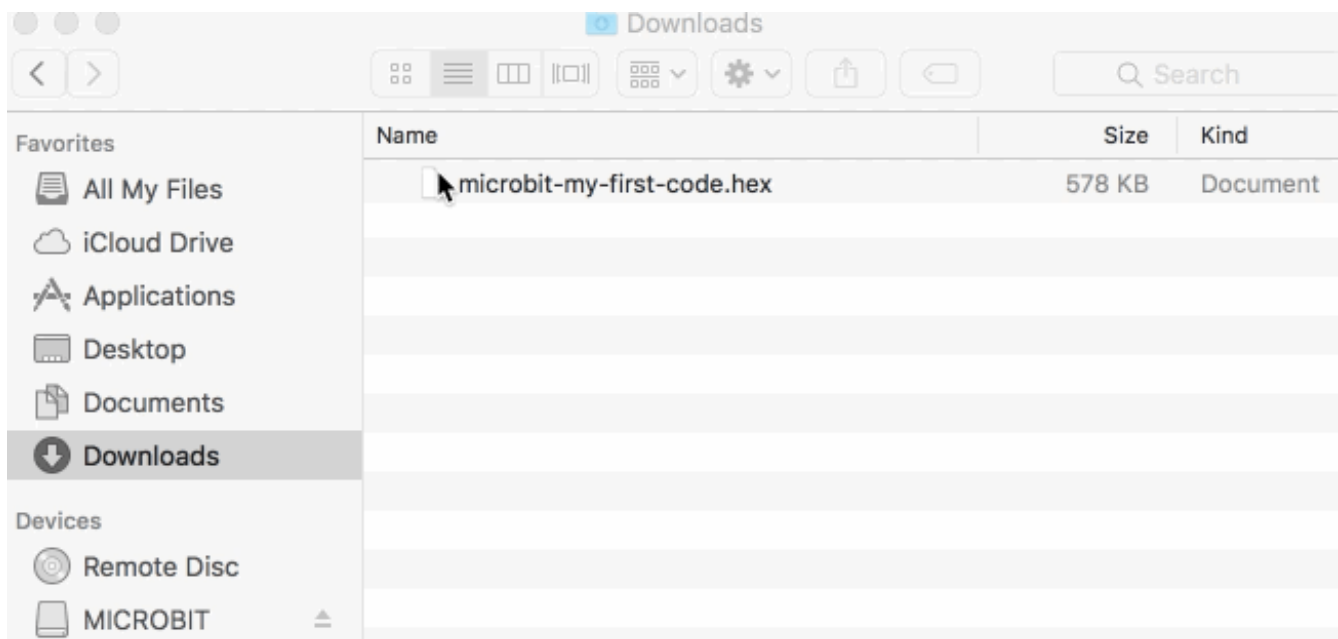 Downloads
Search
Favorites
All My Files
iCloud Drive
Applications
Desktop
Documents
Downloads
Devices
Remote Disc
MICROBIT
Name Size Kind
microbit-my-first-code.hex 578 KB Document